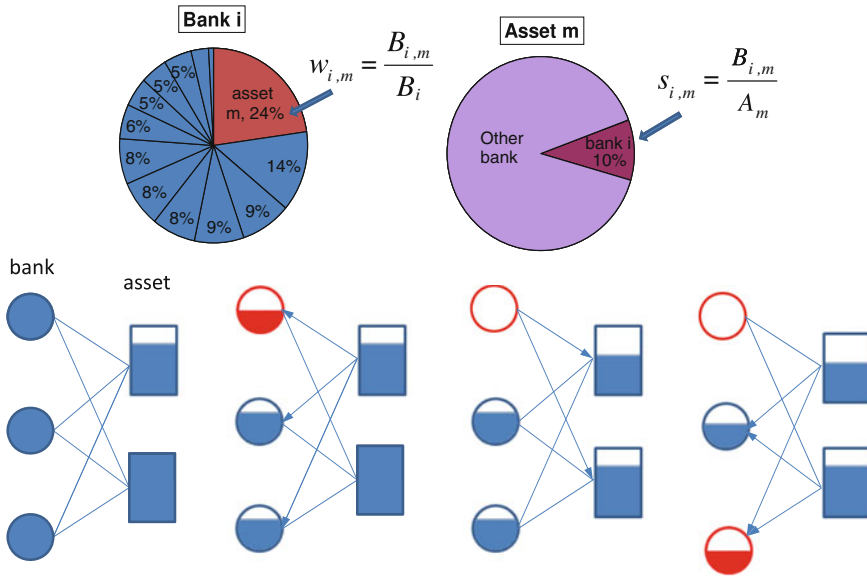 Bank i
Asset m
w_{i,m} = B_{i,m} / B_i
s_{i,m} = B_{i,m} / A_m
5%
5%
5%
6%
8%
8%
8%
9%
9%
14%
asset
m, 24%
Other
bank
bank i
10%
bank
asset